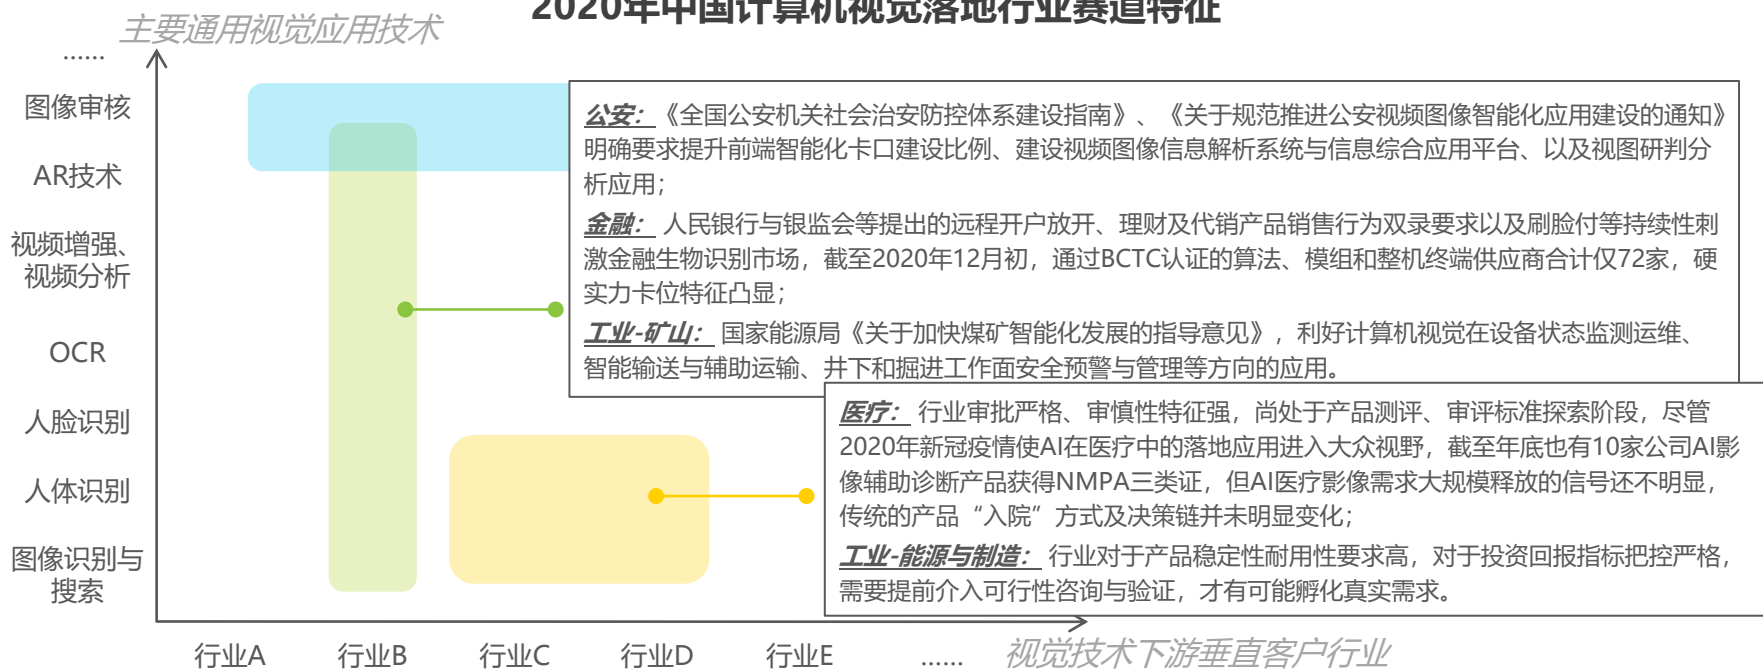 2020年中国计算机视觉落地行业赛道特征
主要通用视觉应用技术
……
图像审核
AR技术
视频增强、
视频分析
OCR
人脸识别
人体识别
图像识别与
搜索
公安：《全国公安机关社会治安防控体系建设指南》、《关于规范推进公安视频图像智能化应用建设的通知》
明确要求提升前端智能化卡口建设比例、建设视频图像信息解析系统与信息综合应用平台、以及视图研判分
析应用；
金融：人民银行与银监会等提出的远程开户放开、理财及代销产品销售行为双录要求以及刷脸付等持续性刺
激金融生物识别市场，截至2020年12月初，通过BCTC认证的算法、模组和整机终端供应商合计仅72家，硬
实力卡位特征凸显；
工业-矿山：国家能源局《关于加快煤矿智能化发展的指导意见》，利好计算机视觉在设备状态监测运维、
智能输送与辅助运输、井下和掘进工作面安全预警与管理等方向的应用。
医疗：行业审批严格、审慎性特征强，尚处于产品测评、审评标准探索阶段，尽管
2020年新冠疫情使AI在医疗中的落地应用进入大众视野，截至年底也有10家公司AI影
像辅助诊断产品获得NMPA三类证，但AI医疗影像需求大规模释放的信号还不明显，
传统的产品“入院”方式及决策链并未明显变化；
工业-能源与制造：行业对于产品稳定性耐用性要求高，对于投资回报指标把控严格，
需要提前介入可行性咨询与验证，才有可能孵化真实需求。
行业A 行业B 行业C 行业D 行业E …… 视觉技术下游垂直客户行业